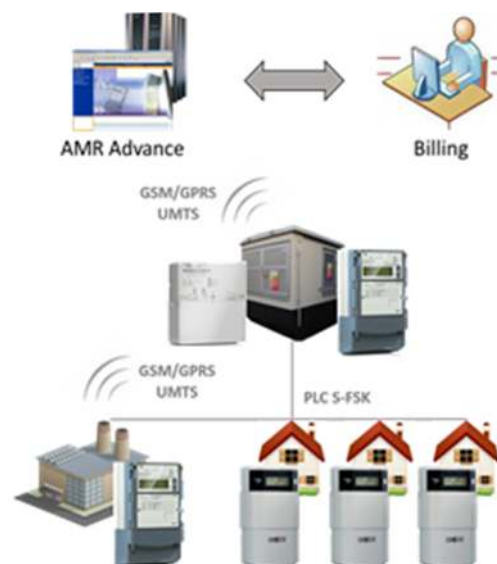 AMR Advance
Billing
GSM/GPRS
UMTS
GSM/GPRS
UMTS
PLC S-FSK